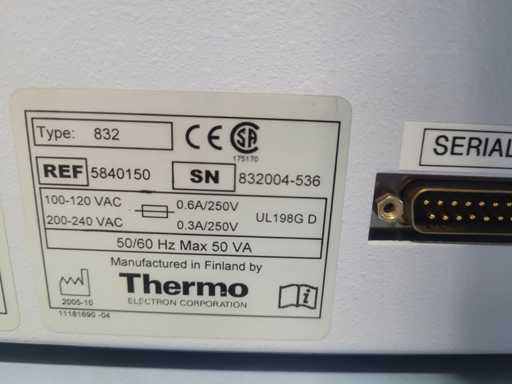 Type: 832
CE SA
175170
REF 5840150 SN 832004-536
100-120 VAC 0.6A/250V
200-240 VAC 0.3A/250V
UL198G D
50/60 Hz Max 50 VA
Manufactured in Finland by
Thermo
ELECTRON CORPORATION
2005-10
i
11181690 -04
SERIAL